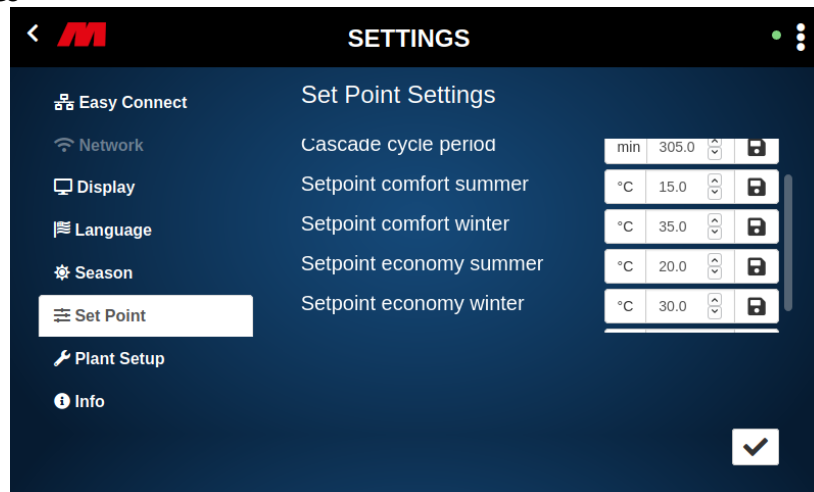 SETTINGS
Easy Connect
Network
Display
Language
Season
Set Point
Plant Setup
Info
Set Point Settings
Cascade cycle period min 305.0
Setpoint comfort summer °C 15.0
Setpoint comfort winter °C 35.0
Setpoint economy summer °C 20.0
Setpoint economy winter °C 30.0